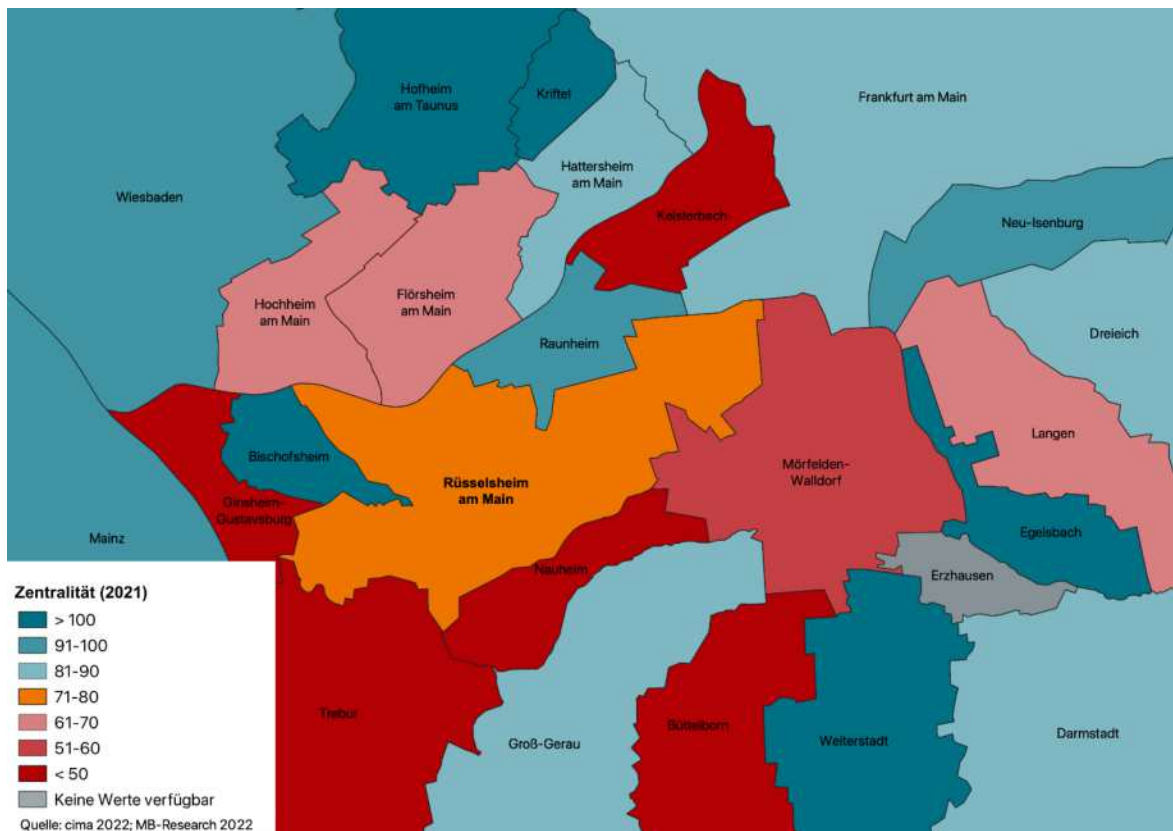 Hofheim
am Taunus
Kriftel
Frankfurt am Main
Hattersheim
am Main
Wiesbaden
Kelsterbach
Neu-Isenburg
Hochheim
am Main
Flörsheim
am Main
Raunheim
Dreieich
Langen
Bischofsheim
Mörfelden-
Walldorf
Rüsselsheim
am Main
Ginsheim-
Gustavsburg
Mainz
Egelsbach
Nauheim
Erzhausen
Trebur
Groß-Gerau
Büttelborn
Weiterstadt
Darmstadt
Zentralität (2021)
> 100
91-100
81-90
71-80
61-70
51-60
< 50
Keine Werte verfügbar
Quelle: cima 2022; MB-Research 2022